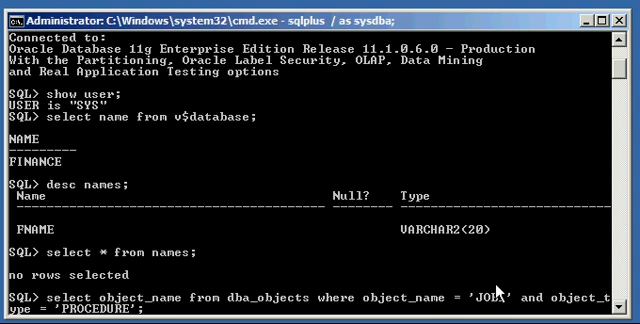 Administrator: C:\Windows\system32\cmd.exe - sqlplus / as sysdba;
Connected to:
Oracle Database 11g Enterprise Edition Release 11.1.0.6.0 - Production
With the Partitioning, Oracle Label Security, OLAP, Data Mining
and Real Application Testing options
SQL> show user;
USER is "SYS"
SQL> select name from v$database;
NAME
---------
FINANCE
SQL> desc names;
Name Null? Type
----------------------------------------- -------- ----------------------------
FNAME VARCHAR2(20)
SQL> select * from names;
no rows selected
SQL> select object_name from dba_objects where object_name = and object_t
ype = 'PROCEDURE';